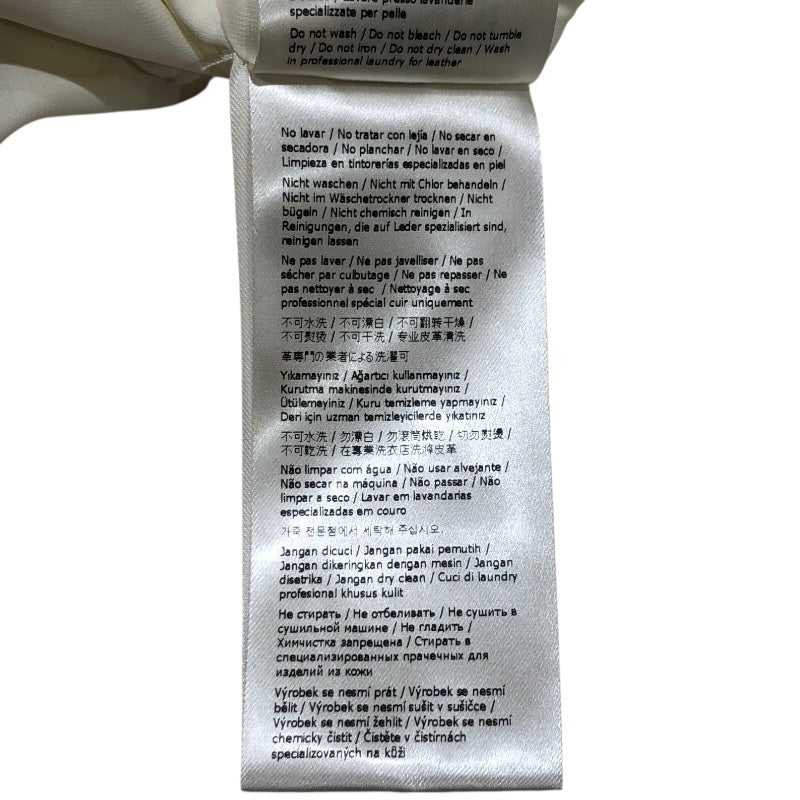 specializzate per pelle
Do not wash / Do not bleach / Do not tumble
dry / Do not iron / Do not dry clean / Wash
in professional laundry for leather
No lavar / No tratar con lejía / No secar en
secadora / No planchar / No lavar en seco /
Limpieza en tintorerías especializadas en piel
Nicht waschen / Nicht mit Chlor behandeln /
Nicht im Wäschetrockner trocknen / Nicht
bügeln / Nicht chemisch reinigen / In
Reinigungen, die auf Leder spezialisiert sind,
reinigen lassen
Ne pas laver / Ne pas javelliser / Ne pas
sécher par culbutage / Ne pas repasser / Ne
pas nettoyer à sec / Nettoyage à sec
professionnel spécial cuir uniquement
不可水洗 / 不可漂白 / 不可翻转干燥 /
不可熨後 / 不可干洗 / 专业皮革清洗
革専門の業者による洗濯可
Yıkamayınız / Ağartıcı kullanmayınız /
Kurutma makinesinde kurutmayınız /
Ütülemeyiniz / Kuru temizleme yapmayınız /
Deri için uzman temizleyicilerde yıkatınız
不可水洗 / 勿漂白 / 勿滾筒烘乾 / 切勿熨燙 /
不可乾洗 / 在專業洗衣店洗滌皮革
Não limpar com água / Não usar alvejante /
Não secar na máquina / Não passar / Não
limpar a seco / Lavar em lavandarias
especializadas em couro
가죽 전문점에서 세탁해 주십시오.
Jangan dicuci / Jangan pakai pemutih /
Jangan dikeringkan dengan mesin / Jangan
disetrika / Jangan dry clean / Cuci di laundry
profesional khusus kulit
Не стирать / Не отбеливать / Не сушить в
сушильной машине / Не гладить /
Химчистка запрещена / Стирать в
специализированных прачечных для
изделий из кожи
Výrobek se nesmí prát / Výrobek se nesmí
bělit / Výrobek se nesmí sušit v sušičce /
Výrobek se nesmí žehlit / Výrobek se nesmí
chemicky čistit / Čistěte v čistírnách
specializovaných na kůži